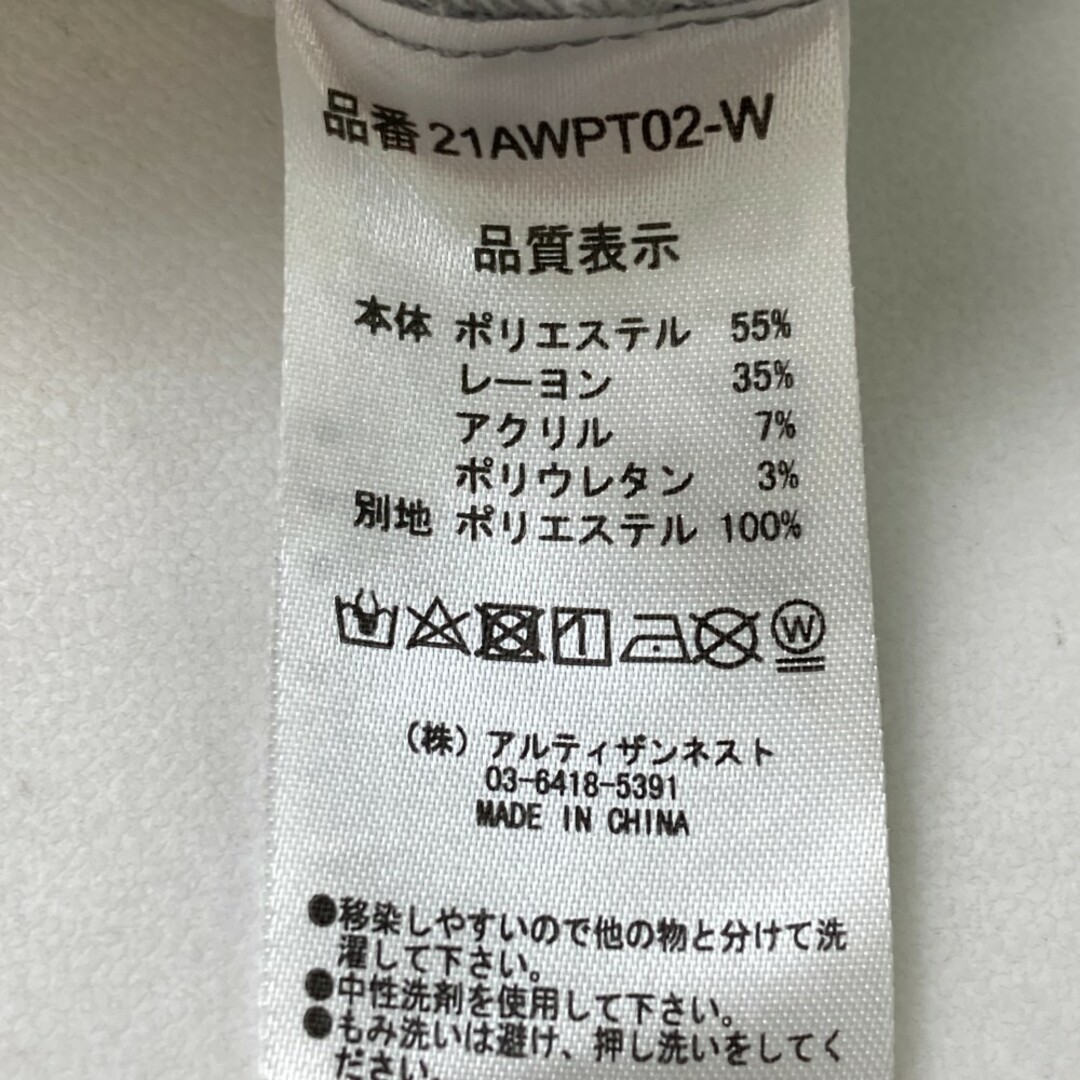 品番 21AWPT02-W
品質表示
本体 ポリエステル 55%
レーヨン 35%
アクリル 7%
ポリウレタン 3%
別地 ポリエステル 100%
W
(株) アルティザンネスト
03-6418-5391
MADE IN CHINA
●移染しやすいので他の物と分けて洗
濯して下さい。
●中性洗剤を使用して下さい。
●もみ洗いは避け、押し洗いをしてく
ださい。